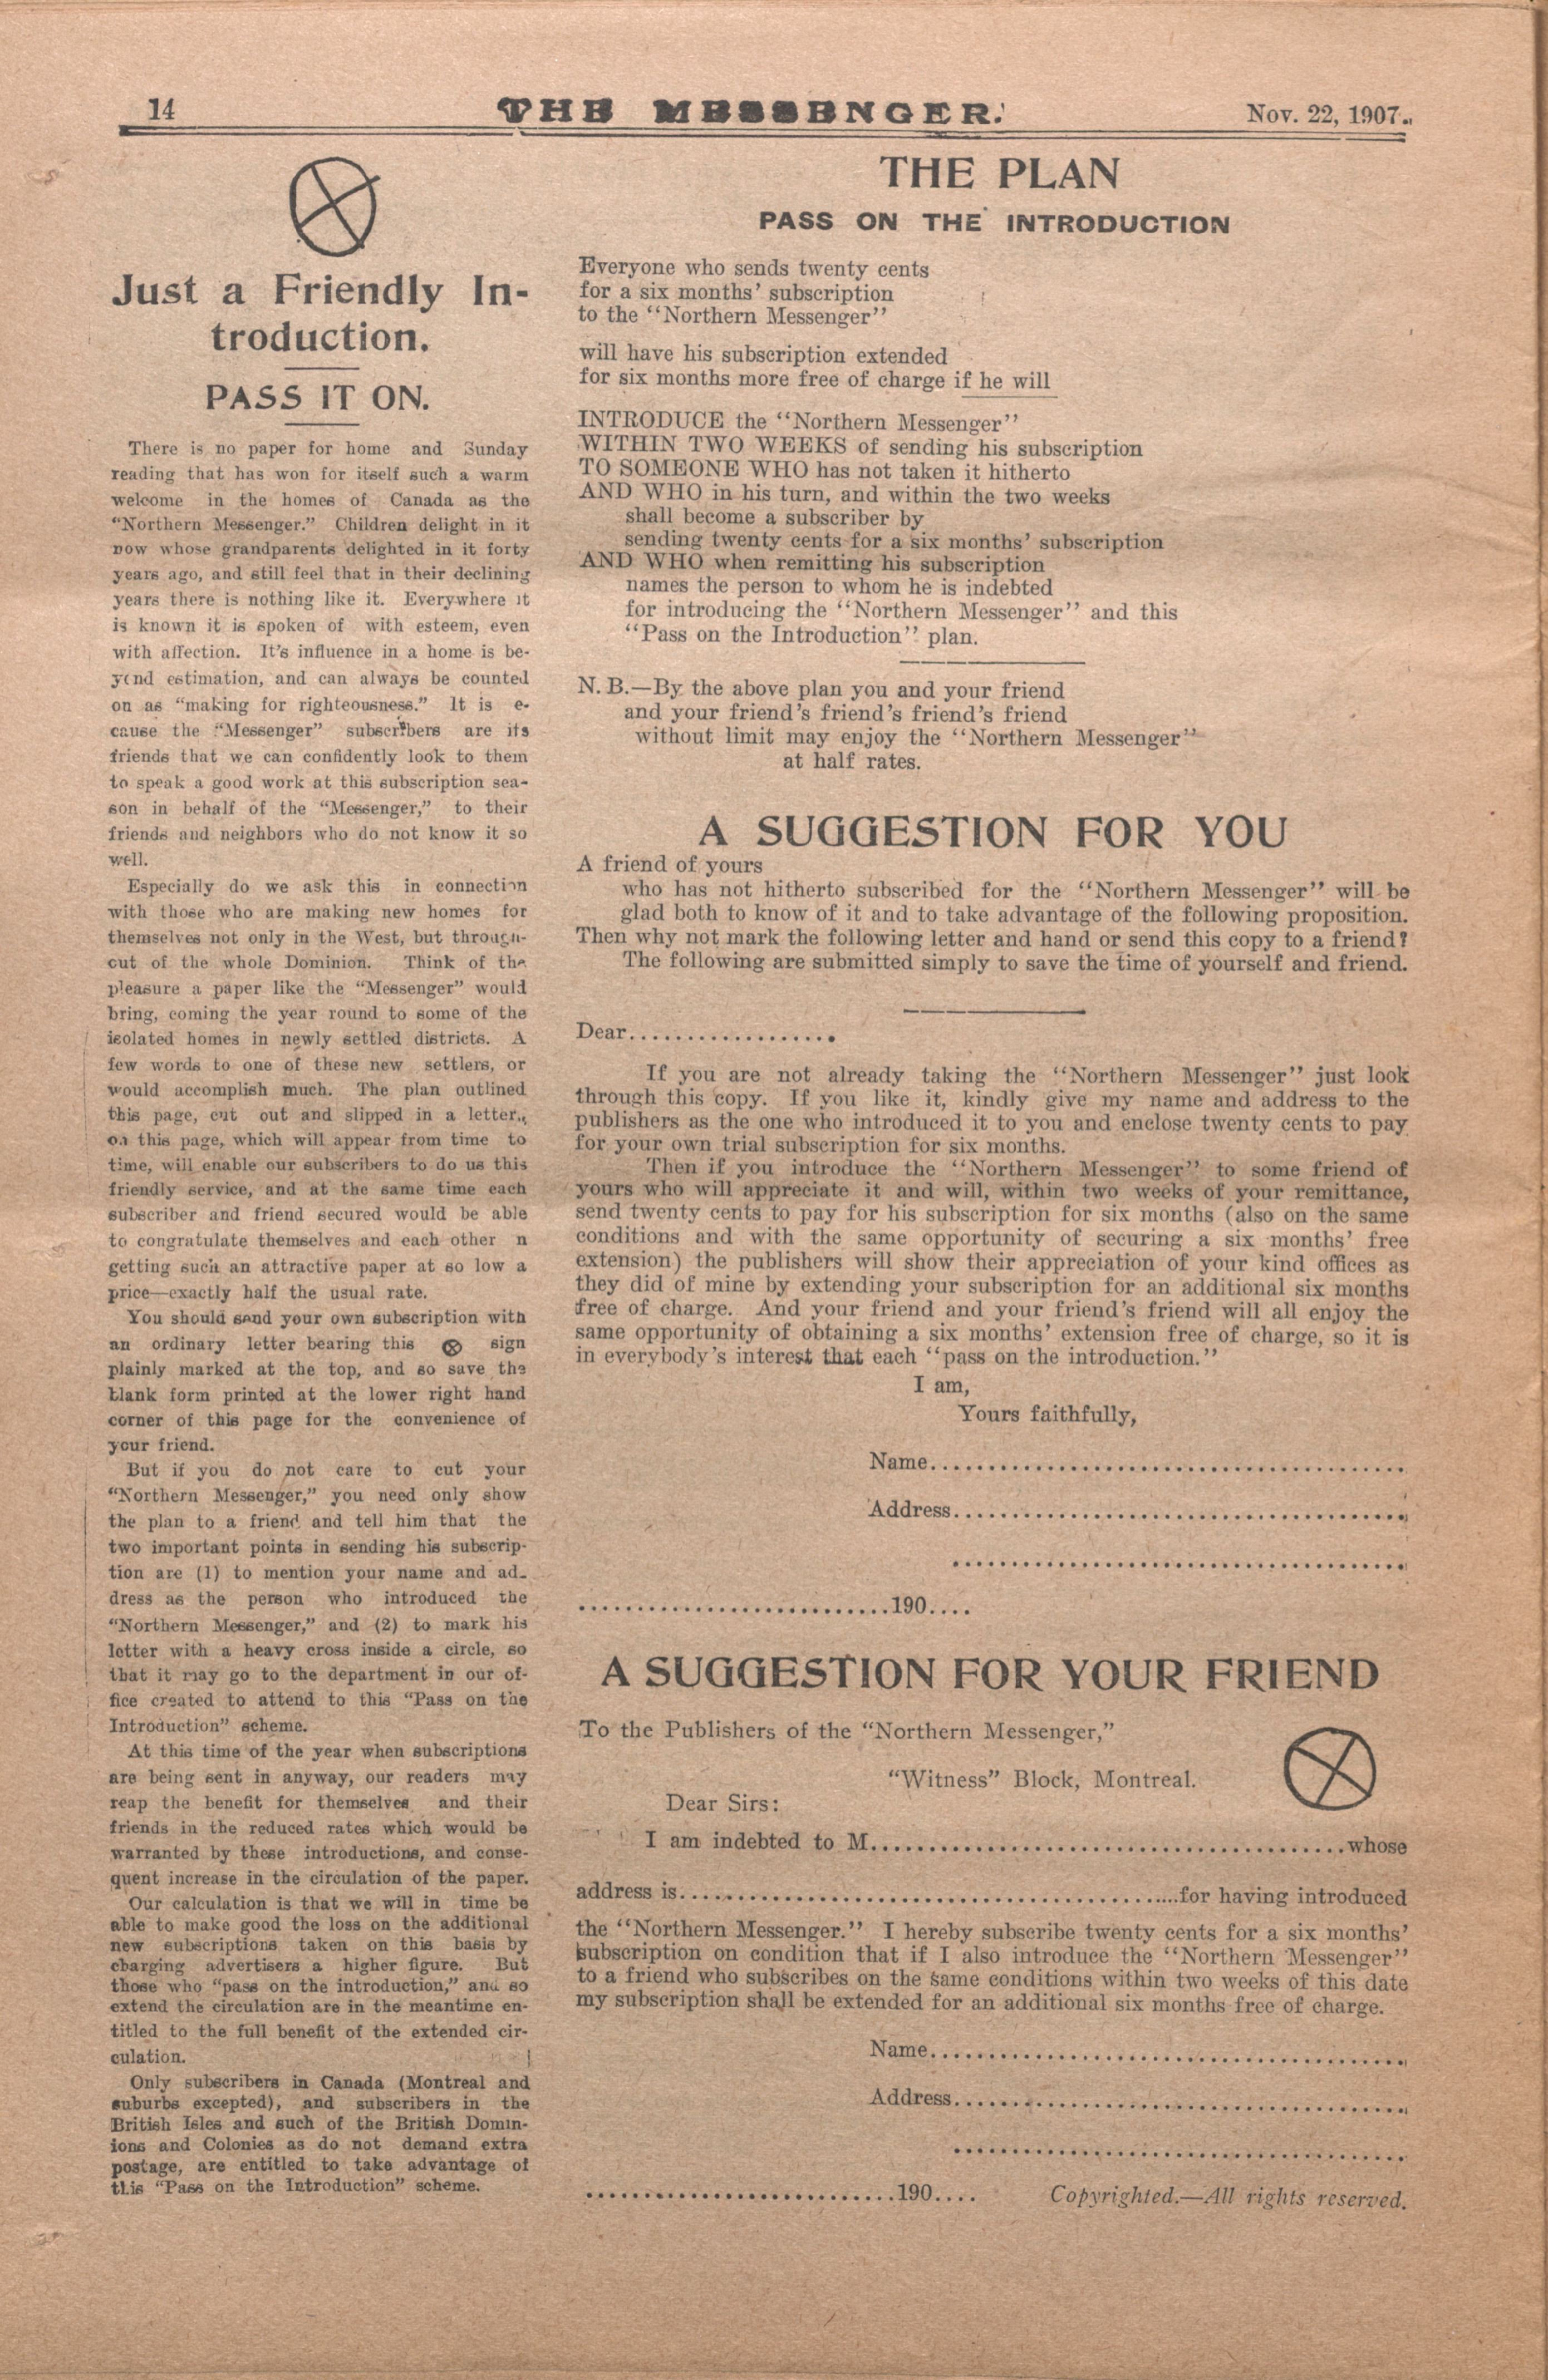 14
THE MESSENGER.
Nov. 22, 1907.
Just a Friendly In-
troduction.
PASS IT ON.
There is no paper for home and Sunday
reading that has won for itself such a warm
welcome in the homes of Canada as the
"Northern Messenger." Children delight in it
now whose grandparents delighted in it forty
years ago, and still feel that in their declining
years there is nothing like it. Everywhere it
is known it is spoken of with esteem, even
with affection. It's influence in a home is be-
yond estimation, and can always be counted
on as "making for righteousness." It is e-
cause the "Messenger" subscribers are its
friends that we can confidently look to them
to speak a good work at this subscription sea-
son in behalf of the "Messenger," to their
friends and neighbors who do not know it so
well.
Especially do we ask this in connection
with those who are making new homes for
themselves not only in the West, but through-
out of the whole Dominion. Think of the
pleasure a paper like the "Messenger" would
bring, coming the year round to some of the
isolated homes in newly settled districts. A
few words to one of these new settlers, or
would accomplish much. The plan outlined
this page, cut out and slipped in a letter.,
on this page, which will appear from time to
time, will enable our subscribers to do us this
friendly service, and at the same time each
subscriber and friend secured would be able
to congratulate themselves and each other n
getting such an attractive paper at so low a
price—exactly half the usual rate.
You should send your own subscription with
an ordinary letter bearing this ⊗ sign
plainly marked at the top, and so save the
blank form printed at the lower right hand
corner of this page for the convenience of
your friend.
But if you do not care to cut your
"Northern Messenger," you need only show
the plan to a friend and tell him that the
two important points in sending his subscrip-
tion are (1) to mention your name and ad-
dress as the person who introduced the
"Northern Messenger," and (2) to mark his
letter with a heavy cross inside a circle, so
that it may go to the department in our of-
fice created to attend to this "Pass on the
Introduction" scheme.
At this time of the year when subscriptions
are being sent in anyway, our readers may
reap the benefit for themselves and their
friends in the reduced rates which would be
warranted by these introductions, and conse-
quent increase in the circulation of the paper.
Our calculation is that we will in time be
able to make good the loss on the additional
new subscriptions taken on this basis by
charging advertisers a higher figure. But
those who "pass on the introduction," and so
extend the circulation are in the meantime en-
titled to the full benefit of the extended cir-
culation.
Only subscribers in Canada (Montreal and
suburbs excepted), and subscribers in the
British Isles and such of the British Domin-
ions and Colonies as do not demand extra
postage, are entitled to take advantage of
this "Pass on the Introduction" scheme.
THE PLAN
PASS ON THE INTRODUCTION
Everyone who sends twenty cents
for a six months' subscription
to the "Northern Messenger"
will have his subscription extended
for six months more free of charge if he will
INTRODUCE the "Northern Messenger"
WITHIN TWO WEEKS of sending his subscription
TO SOMEONE WHO has not taken it hitherto
AND WHO in his turn, and within the two weeks
shall become a subscriber by
sending twenty cents for a six months' subscription
AND WHO when remitting his subscription
names the person to whom he is indebted
for introducing the "Northern Messenger" and this
"Pass on the Introduction" plan.
N. B.—By the above plan you and your friend
and your friend's friend's friend's friend
without limit may enjoy the "Northern Messenger"
at half rates.
A SUGGESTION FOR YOU
A friend of yours
who has not hitherto subscribed for the "Northern Messenger" will be
glad both to know of it and to take advantage of the following proposition.
Then why not mark the following letter and hand or send this copy to a friend?
The following are submitted simply to save the time of yourself and friend.
Dear..................
If you are not already taking the "Northern Messenger" just look
through this copy. If you like it, kindly give my name and address to the
publishers as the one who introduced it to you and enclose twenty cents to pay
for your own trial subscription for six months.
Then if you introduce the "Northern Messenger" to some friend of
yours who will appreciate it and will, within two weeks of your remittance,
send twenty cents to pay for his subscription for six months (also on the same
conditions and with the same opportunity of securing a six months' free
extension) the publishers will show their appreciation of your kind offices as
they did of mine by extending your subscription for an additional six months
free of charge. And your friend and your friend's friend will all enjoy the
same opportunity of obtaining a six months' extension free of charge, so it is
in everybody's interest that each "pass on the introduction."
I am,
Yours faithfully,
Name........................................
Address......................................
......................................
..........................190....
A SUGGESTION FOR YOUR FRIEND
To the Publishers of the "Northern Messenger,"
"Witness" Block, Montreal.
Dear Sirs:
I am indebted to M........................................whose
address is..........................................for having introduced
the "Northern Messenger." I hereby subscribe twenty cents for a six months'
subscription on condition that if I also introduce the "Northern Messenger"
to a friend who subscribes on the same conditions within two weeks of this date
my subscription shall be extended for an additional six months free of charge.
Name........................................
Address......................................
......................................
..........................190....
Copyrighted.—All rights reserved.